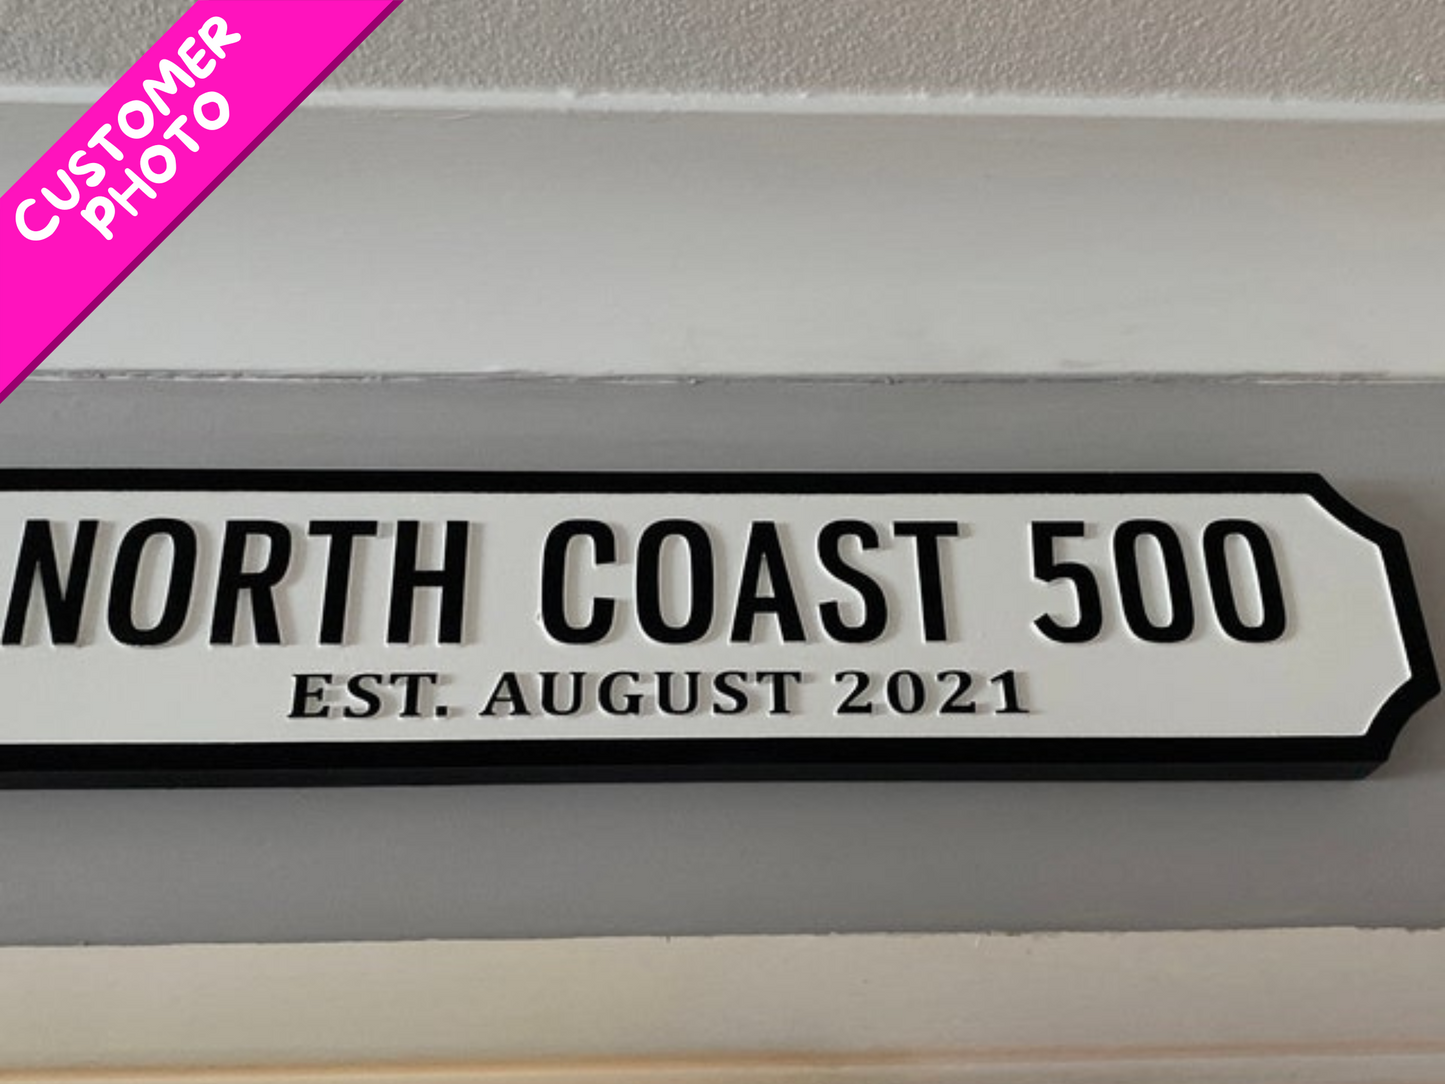 CUSTOMER
PHOTO
NORTH COAST 500
EST. AUGUST 2021